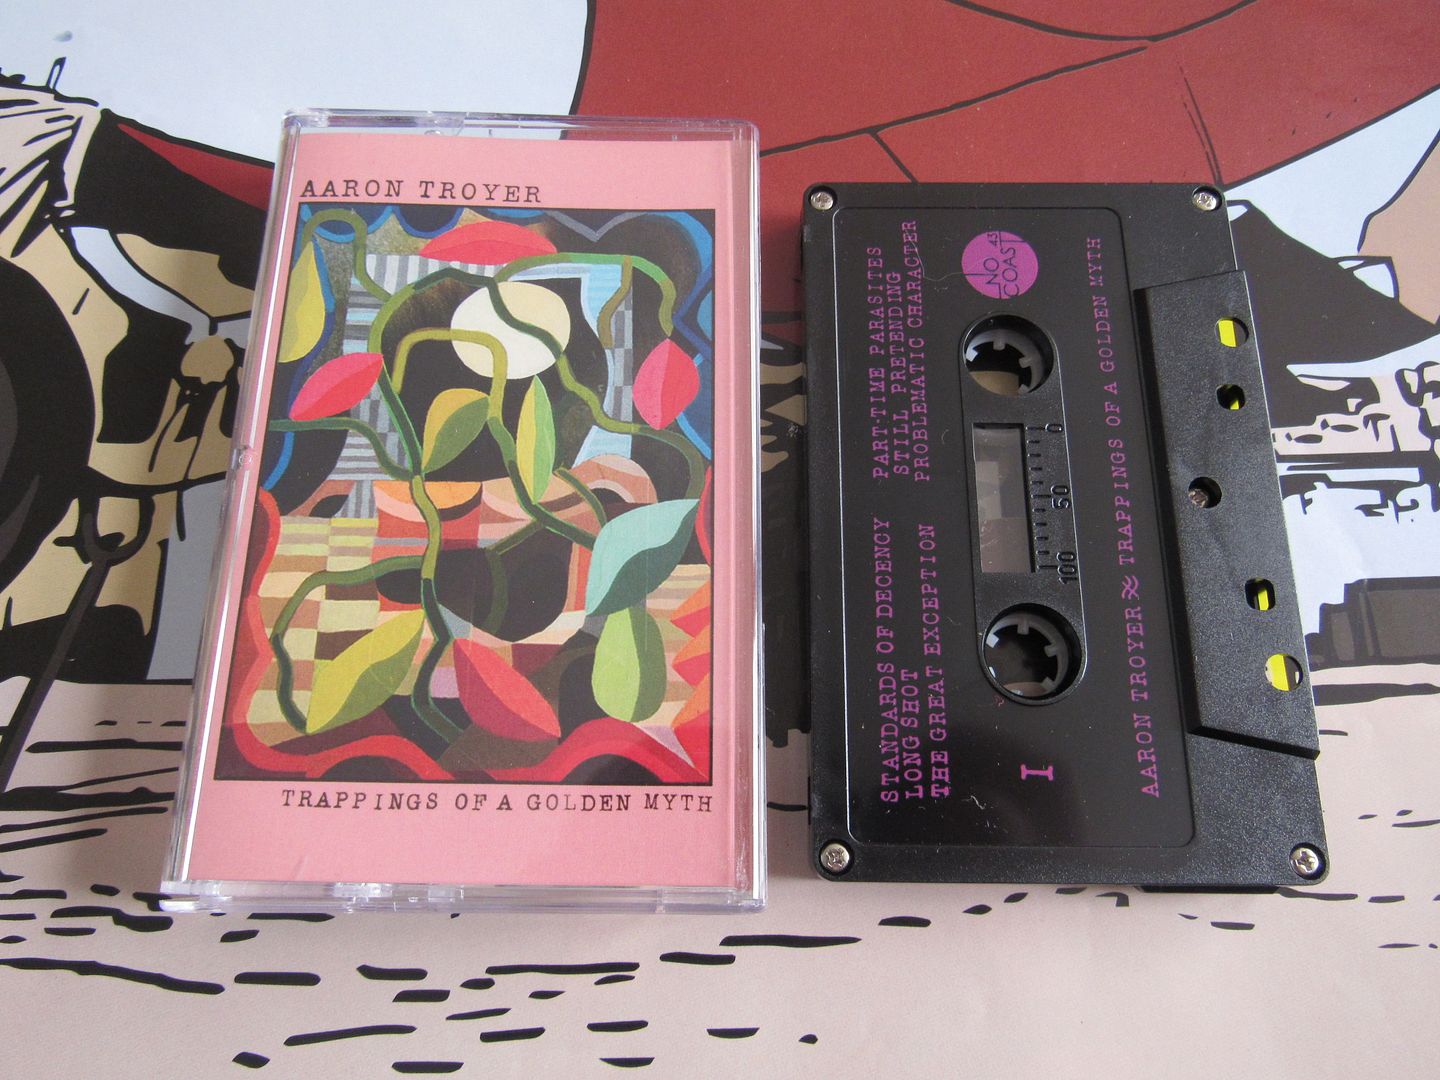 AARON TROYER
TRAPPINGS OF A GOLDEN MYTH
STANDARDS OF DECENCY
LONG SHOT
THE GREAT EXCEPTION
PART-TIME PARASITES
STILL PRETENDING
PROBLEMATIC CHARACTER
NO
COAST
43
0
50
100
I
AARON TROYER TRAPPINGS OF A GOLDEN MYTH